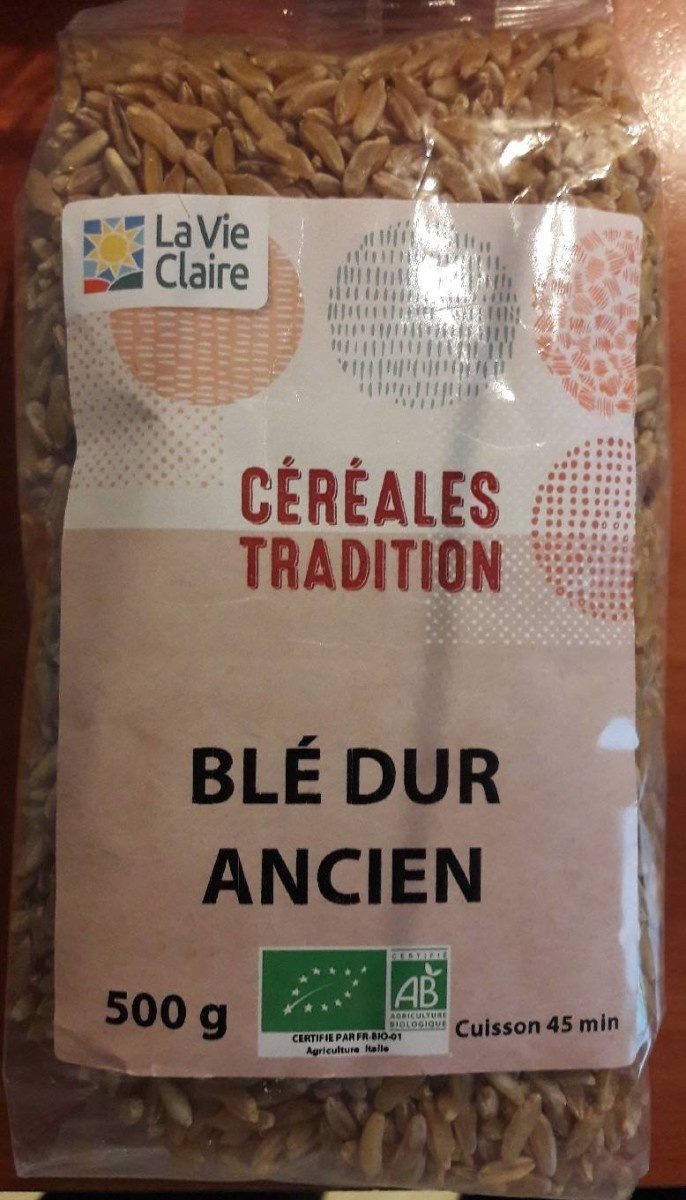 La Vie
Claire
CÉRÉALES
TRADITION
BLÉ DUR
ANCIEN
500 g
CERTIFIÉ
AB
AGRICULTURE
BIOLOGIQUE
CERTIFIE PAR FR-BIO-01
Agriculture Italie
Cuisson 45 min